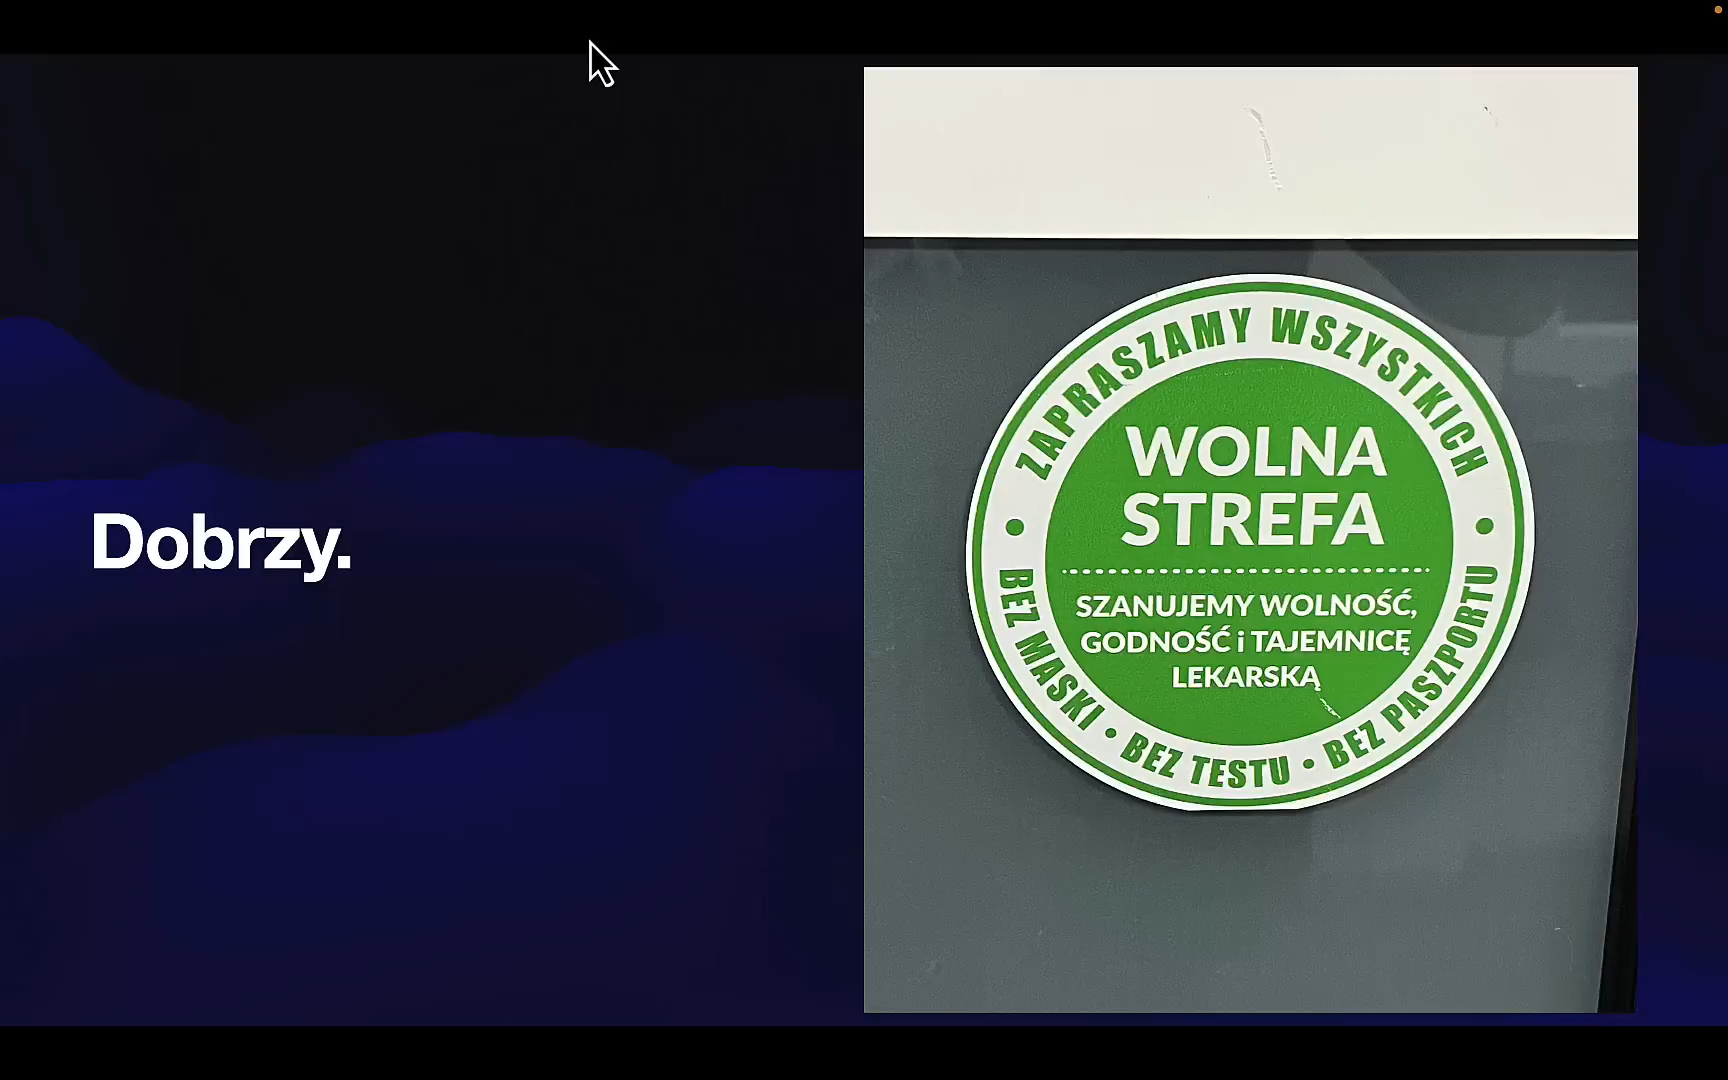 Dobrzy.
ZAPRASZAMY WSZYSTKICH
WOLNA
STREFA
SZANUJEMY WOLNOŚĆ,
GODNOŚĆ i TAJEMNICĘ
LEKARSKĄ
BEZ MASKI • BEZ TESTU • BEZ PASZPORTU